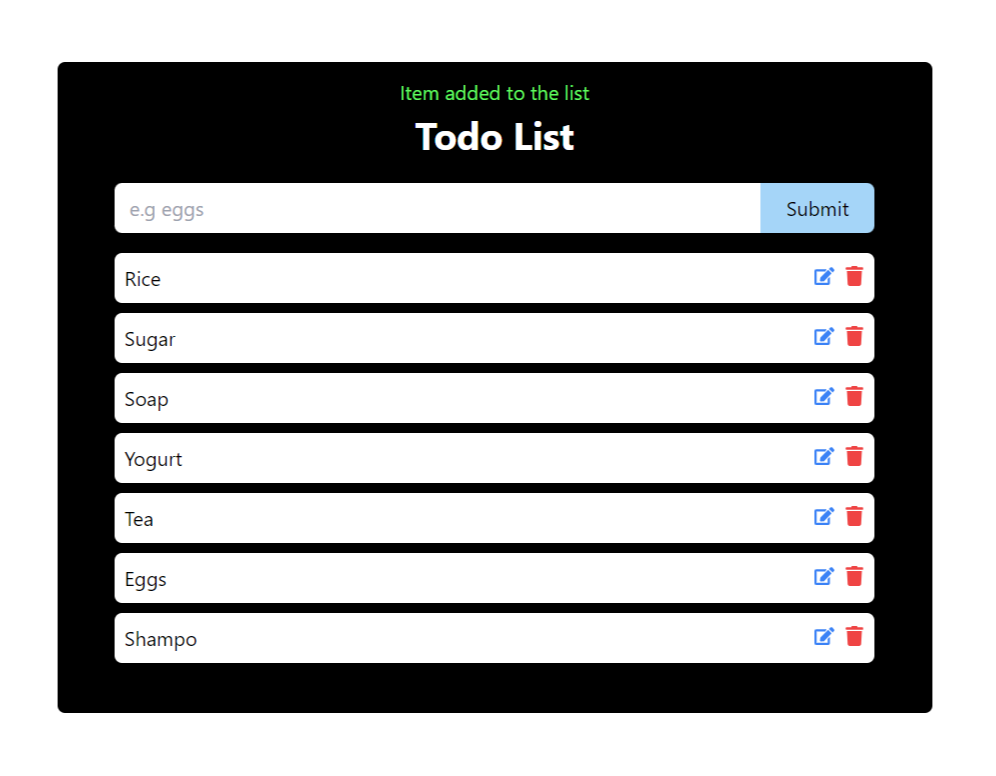 Item added to the list
Todo List
e.g eggs
Submit
Rice
Sugar
Soap
Yogurt
Tea
Eggs
Shampo